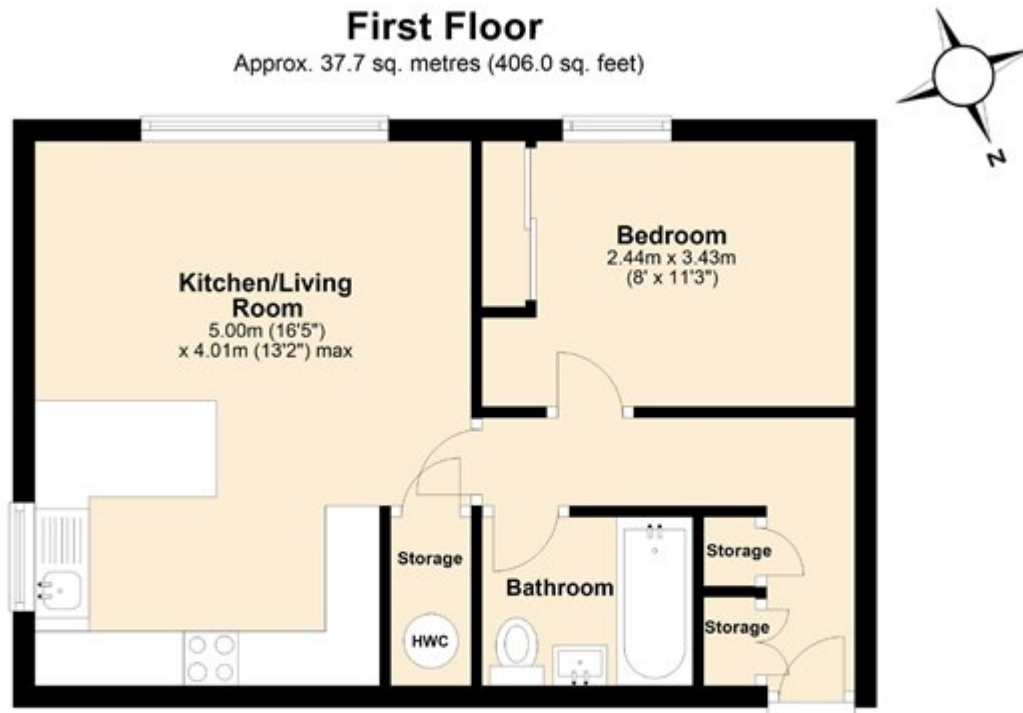 First Floor
Approx. 37.7 sq. metres (406.0 sq. feet)
N
Bedroom
2.44m x 3.43m
(8' x 11'3")
Kitchen/Living
Room
5.00m (16'5")
x 4.01m (13'2") max
Storage
HWC
Bathroom
Storage
Storage